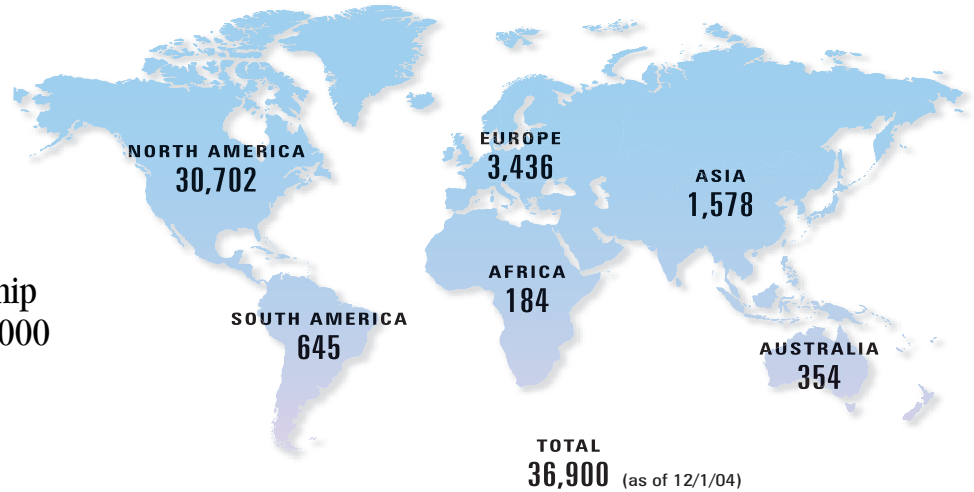 NORTH AMERICA
30,702
EUROPE
3,436
ASIA
1,578
AFRICA
184
SOUTH AMERICA
645
AUSTRALIA
354
TOTAL
36,900 (as of 12/1/04)
000